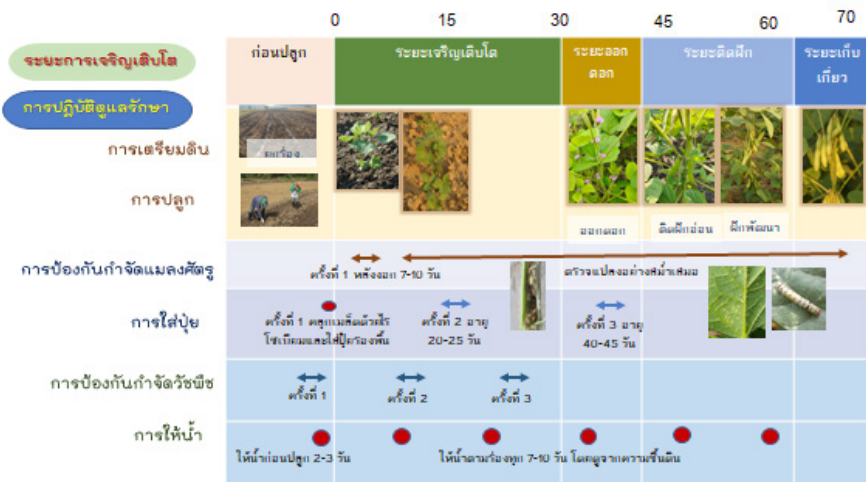 0 15 30 45 60 70
ระยะการเจริญเติบโต
ก่อนปลูก
ระยะเจริญเติบโต
ระยะออก
ดอก
ระยะติดฝัก
ระยะเก็บ
เกี่ยว
การปฏิบัติดูแลรักษา
การเตรียมดิน
ยกร่อง
การปลูก
ออกดอก
ติดฝักอ่อน
ฝักพัฒนา
การป้องกันกำจัดแมลงศัตรู
ครั้งที่ 1 หลังงอก 7-10 วัน
ตรวจแปลงอย่างสม่ำเสมอ
การใส่ปุ๋ย
ครั้งที่ 1 คลุกเมล็ดด้วยไร
โซเบียมและใส่ปุ๋ยรองพื้น
ครั้งที่ 2 อายุ
20-25 วัน
ครั้งที่ 3 อายุ
40-45 วัน
การป้องกันกำจัดวัชพืช
ครั้งที่ 1
ครั้งที่ 2
ครั้งที่ 3
การให้น้ำ
ให้น้ำก่อนปลูก 2-3 วัน
ให้น้ำตามร่องทุก 7-10 วัน โดยดูจากความชื้นดิน